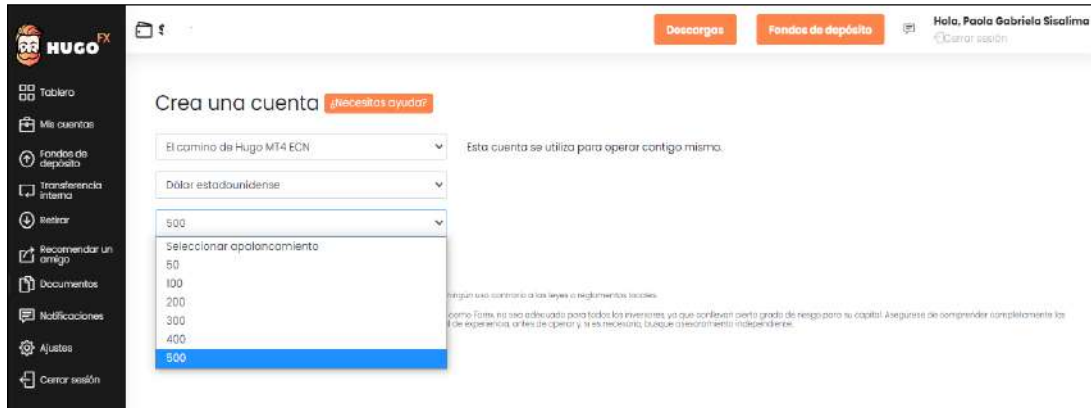 HUGO FX
$
Descargas
Fondos de depósito
Hola, Paola Gabriela Sisalima
Cerrar sesión
Tablero
Mis cuentas
Fondos de
depósito
Transferencia
interna
Retirar
Recomendar un
amigo
Documentos
Notificaciones
Ajustes
Cerrar sesión
Crea una cuenta
¿Necesitas ayuda?
El camino de Hugo MT4 ECN
Esta cuenta se utiliza para operar contigo mismo.
Dólar estadounidense
500
Seleccionar apalancamiento
50
100
200
300
400
500
ningún uso contrario a las leyes o reglamentos locales.
como Forex, no sea adecuado para todos los inversores, ya que conllevan cierto grado de riesgo para su capital. Asegúrese de comprender completamente los
l de experiencia, antes de operar y, si es necesario, busque asesoramiento independiente.